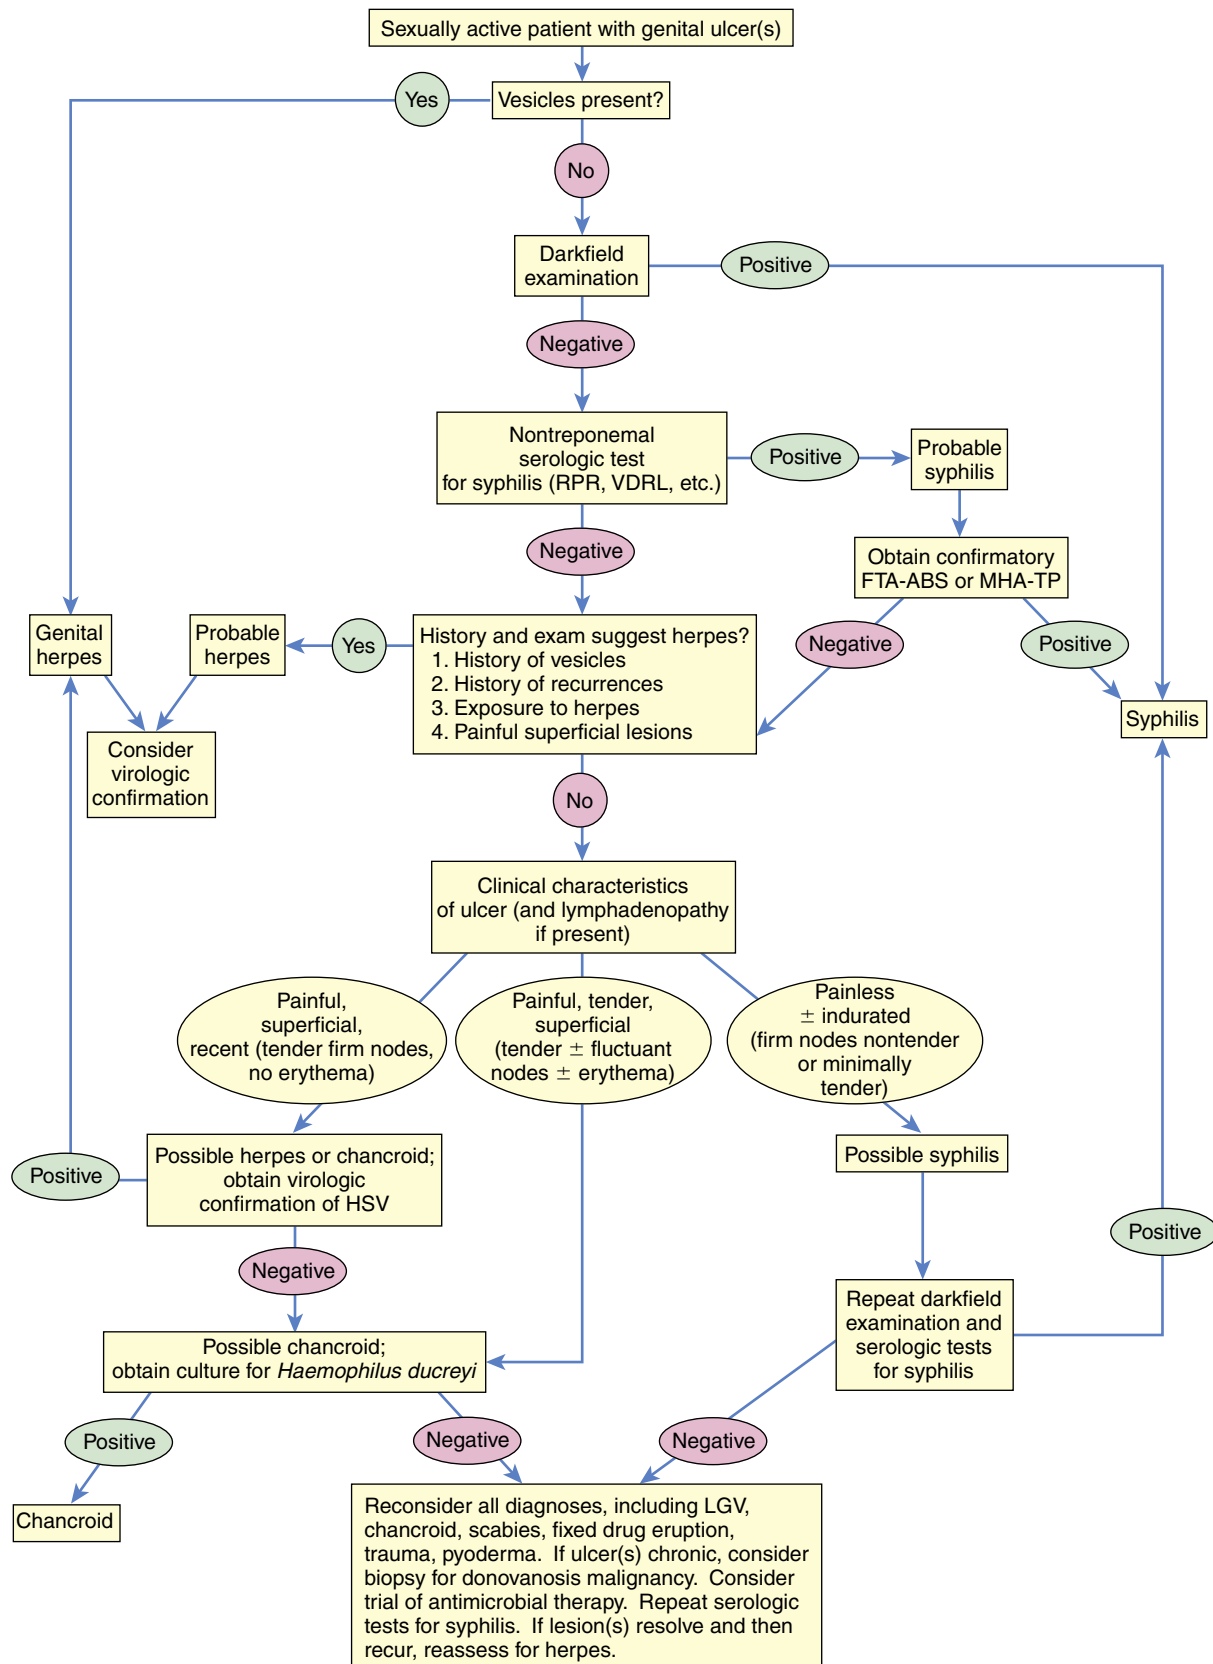 Sexually active patient with genital ulcer(s)
Yes
Vesicles present?
No
Darkfield
examination
Positive
Negative
Nontreponemal
serologic test
for syphilis (RPR, VDRL, etc.)
Positive
Probable
syphilis
Negative
Obtain confirmatory
FTA-ABS or MHA-TP
Genital
herpes
Probable
herpes
Yes
History and exam suggest herpes?
1. History of vesicles
2. History of recurrences
3. Exposure to herpes
4. Painful superficial lesions
Negative
Positive
Syphilis
Consider
virologic
confirmation
No
Clinical characteristics
of ulcer (and lymphadenopathy
if present)
Painful,
superficial,
recent (tender firm nodes,
no erythema)
Painful, tender,
superficial
(tender ± fluctuant
nodes ± erythema)
Painless
± indurated
(firm nodes nontender
or minimally
tender)
Positive
Possible herpes or chancroid;
obtain virologic
confirmation of HSV
Possible syphilis
Positive
Negative
Repeat darkfield
examination and
serologic tests
for syphilis
Possible chancroid;
obtain culture for Haemophilus ducreyi
Positive
Negative
Negative
Chancroid
Reconsider all diagnoses, including LGV,
chancroid, scabies, fixed drug eruption,
trauma, pyoderma. If ulcer(s) chronic, consider
biopsy for donovanosis malignancy. Consider
trial of antimicrobial therapy. Repeat serologic
tests for syphilis. If lesion(s) resolve and then
recur, reassess for herpes.